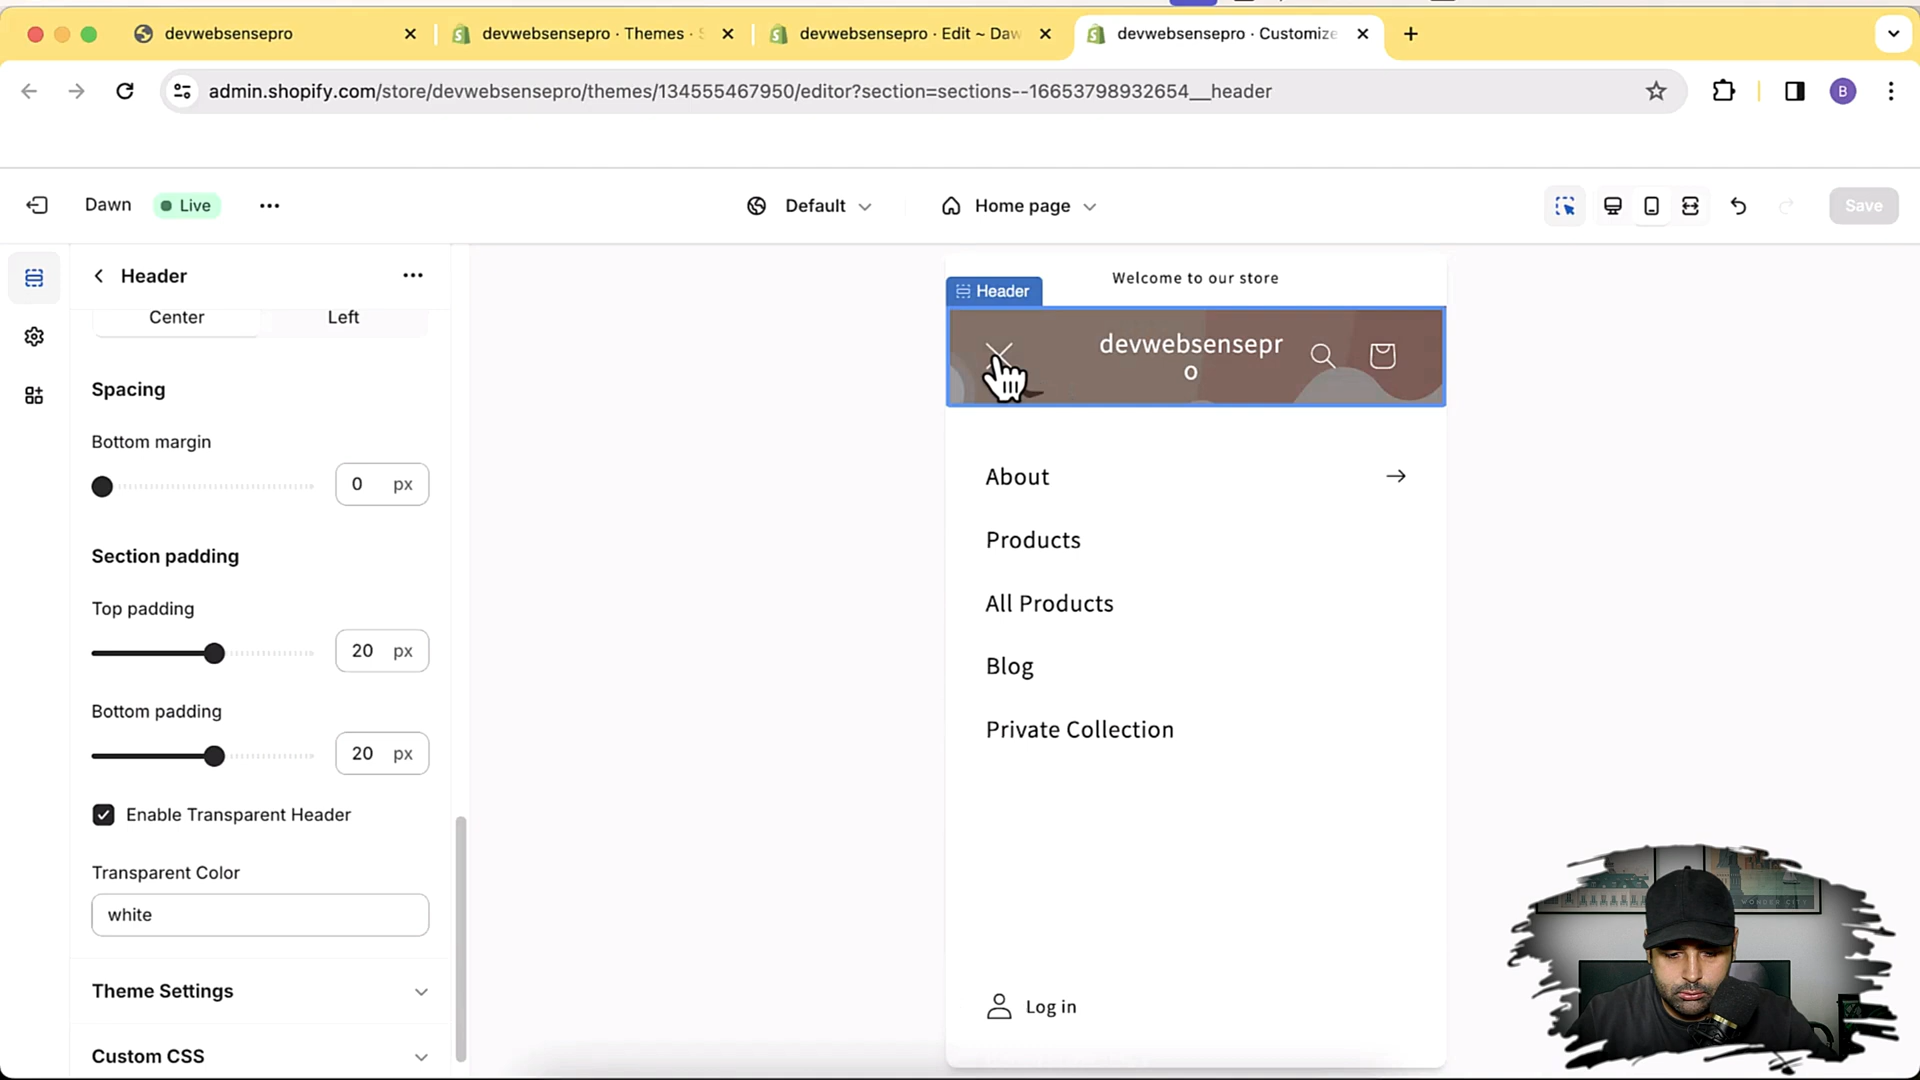 devwebsensepro
devwebsensepro · Themes ·
devwebsensepro · Edit ~ Daw
devwebsensepro · Customize
admin.shopify.com/store/devwebsensepro/themes/134555467950/editor?section=sections--16653798932654__header
B
Dawn
Live
Default
Home page
Save
Header
Center
Left
Spacing
Bottom margin
0 px
Section padding
Top padding
20 px
Bottom padding
20 px
Enable Transparent Header
Transparent Color
white
Theme Settings
Custom CSS
Welcome to our store
Header
devwebsensepr
o
About
Products
All Products
Blog
Private Collection
Log in